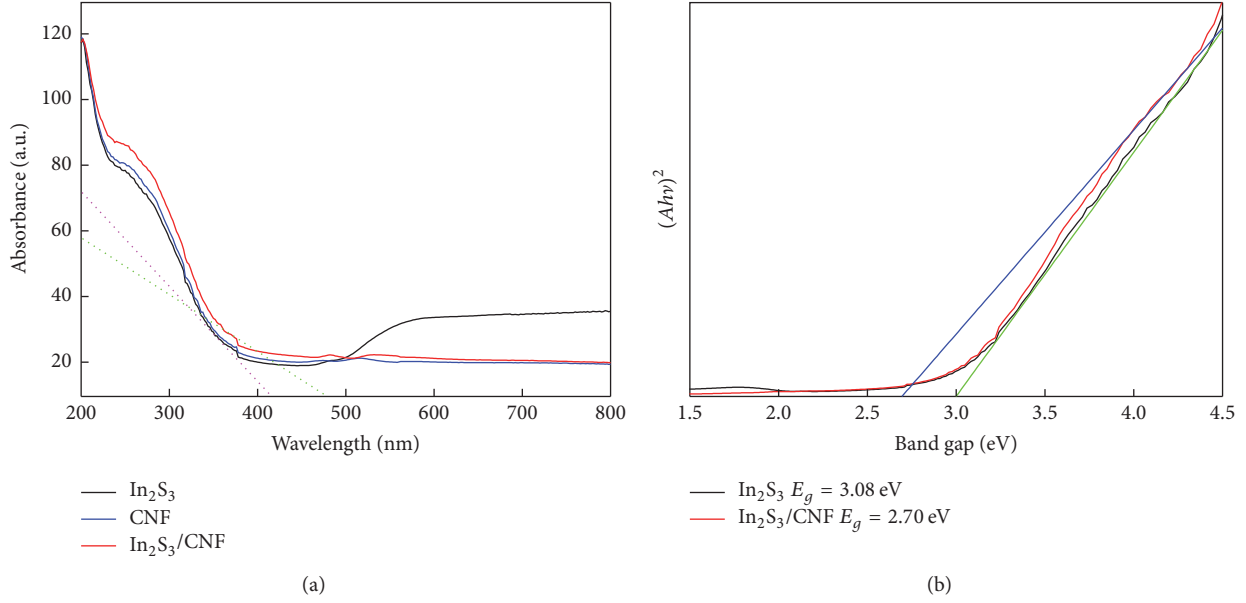 120
100
80
60
40
20
Absorbance (a.u.)
200 300 400 500 600 700 800
Wavelength (nm)
In₂S₃
CNF
In₂S₃/CNF
(a)
(Ahν)²
1.5 2.0 2.5 3.0 3.5 4.0 4.5
Band gap (eV)
In₂S₃ E_g = 3.08 eV
In₂S₃/CNF E_g = 2.70 eV
(b)